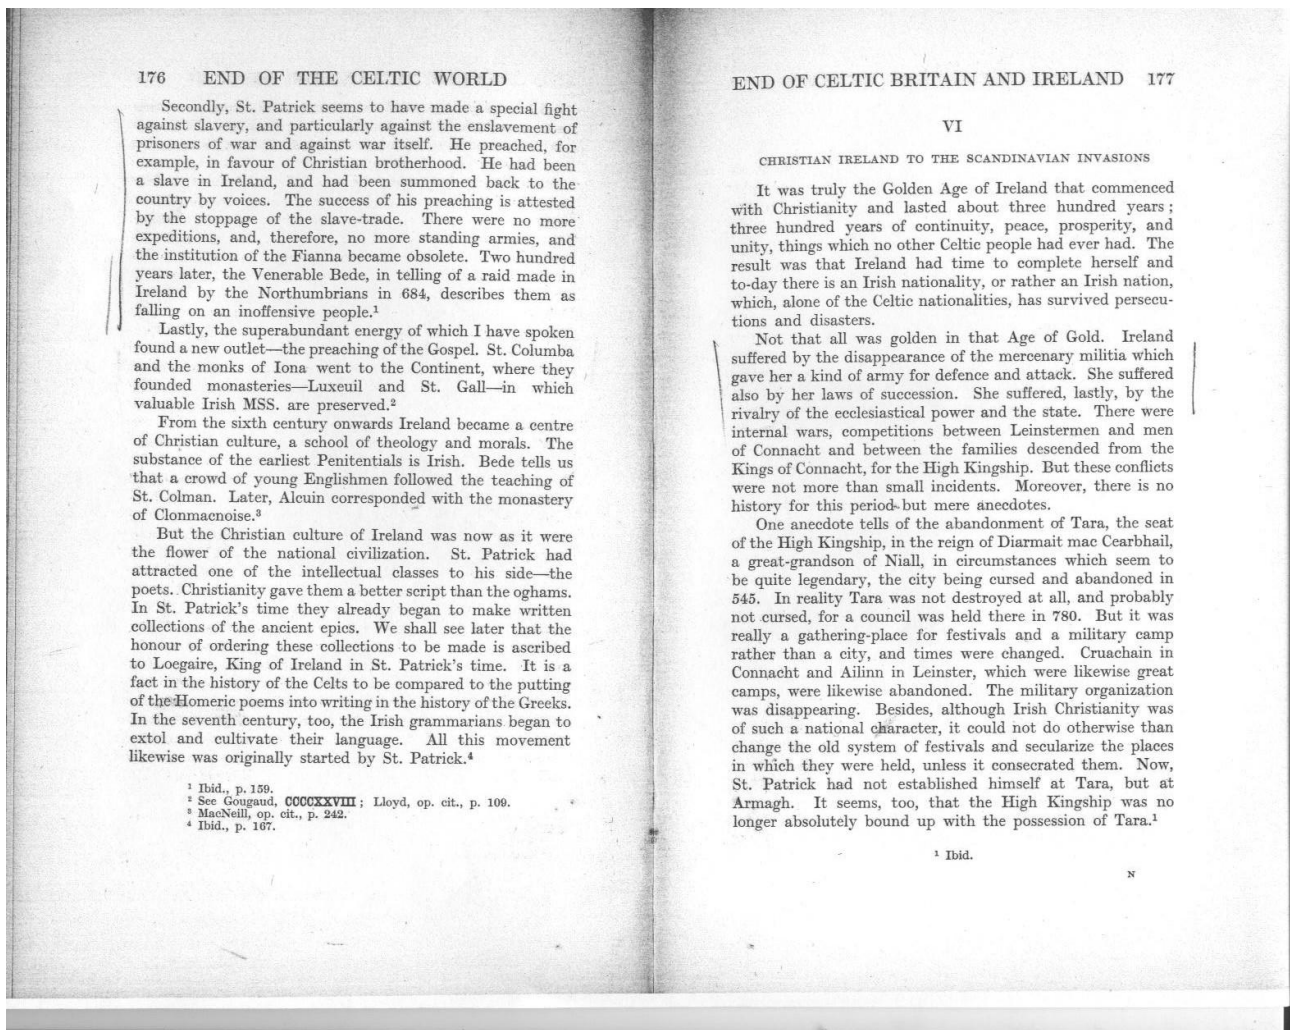 176 END OF THE CELTIC WORLD
Secondly, St. Patrick seems to have made a special fight
against slavery, and particularly against the enslavement of
prisoners of war and against war itself. He preached, for
example, in favour of Christian brotherhood. He had been
a slave in Ireland, and had been summoned back to the
country by voices. The success of his preaching is attested
by the stoppage of the slave-trade. There were no more
expeditions, and, therefore, no more standing armies, and
the institution of the Fianna became obsolete. Two hundred
years later, the Venerable Bede, in telling of a raid made in
Ireland by the Northumbrians in 684, describes them as
falling on an inoffensive people.¹
Lastly, the superabundant energy of which I have spoken
found a new outlet—the preaching of the Gospel. St. Columba
and the monks of Iona went to the Continent, where they
founded monasteries—Luxeuil and St. Gall—in which
valuable Irish MSS. are preserved.²
From the sixth century onwards Ireland became a centre
of Christian culture, a school of theology and morals. The
substance of the earliest Penitentials is Irish. Bede tells us
that a crowd of young Englishmen followed the teaching of
St. Colman. Later, Alcuin corresponded with the monastery
of Clonmacnoise.³
But the Christian culture of Ireland was now as it were
the flower of the national civilization. St. Patrick had
attracted one of the intellectual classes to his side—the
poets. Christianity gave them a better script than the oghams.
In St. Patrick's time they already began to make written
collections of the ancient epics. We shall see later that the
honour of ordering these collections to be made is ascribed
to Loegaire, King of Ireland in St. Patrick's time. It is a
fact in the history of the Celts to be compared to the putting
of the Homeric poems into writing in the history of the Greeks.
In the seventh century, too, the Irish grammarians began to
extol and cultivate their language. All this movement
likewise was originally started by St. Patrick.⁴
¹ Ibid., p. 159.
² See Gougaud, CCCCXXVIII; Lloyd, op. cit., p. 109.
³ MacNeill, op. cit., p. 242.
⁴ Ibid., p. 167.
END OF CELTIC BRITAIN AND IRELAND 177
VI
CHRISTIAN IRELAND TO THE SCANDINAVIAN INVASIONS
It was truly the Golden Age of Ireland that commenced
with Christianity and lasted about three hundred years;
three hundred years of continuity, peace, prosperity, and
unity, things which no other Celtic people had ever had. The
result was that Ireland had time to complete herself and
to-day there is an Irish nationality, or rather an Irish nation,
which, alone of the Celtic nationalities, has survived persecu-
tions and disasters.
Not that all was golden in that Age of Gold. Ireland
suffered by the disappearance of the mercenary militia which
gave her a kind of army for defence and attack. She suffered
also by her laws of succession. She suffered, lastly, by the
rivalry of the ecclesiastical power and the state. There were
internal wars, competitions between Leinstermen and men
of Connacht and between the families descended from the
Kings of Connacht, for the High Kingship. But these conflicts
were not more than small incidents. Moreover, there is no
history for this period but mere anecdotes.
One anecdote tells of the abandonment of Tara, the seat
of the High Kingship, in the reign of Diarmait mac Cearbhail,
a great-grandson of Niall, in circumstances which seem to
be quite legendary, the city being cursed and abandoned in
545. In reality Tara was not destroyed at all, and probably
not cursed, for a council was held there in 780. But it was
really a gathering-place for festivals and a military camp
rather than a city, and times were changed. Cruachain in
Connacht and Ailinn in Leinster, which were likewise great
camps, were likewise abandoned. The military organization
was disappearing. Besides, although Irish Christianity was
of such a national character, it could not do otherwise than
change the old system of festivals and secularize the places
in which they were held, unless it consecrated them. Now,
St. Patrick had not established himself at Tara, but at
Armagh. It seems, too, that the High Kingship was no
longer absolutely bound up with the possession of Tara.¹
¹ Ibid.
N